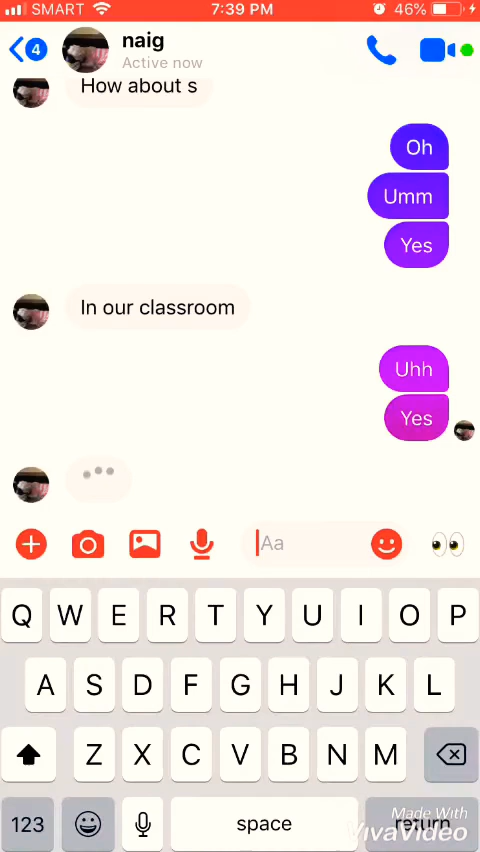 SMART 7:39 PM 46%
4 naig
Active now
How about s
Oh
Umm
Yes
In our classroom
Uhh
Yes
Aa
Q W E R T Y U I O P
A S D F G H J K L
Z X C V B N M
123 space return
Made With
VivaVideo